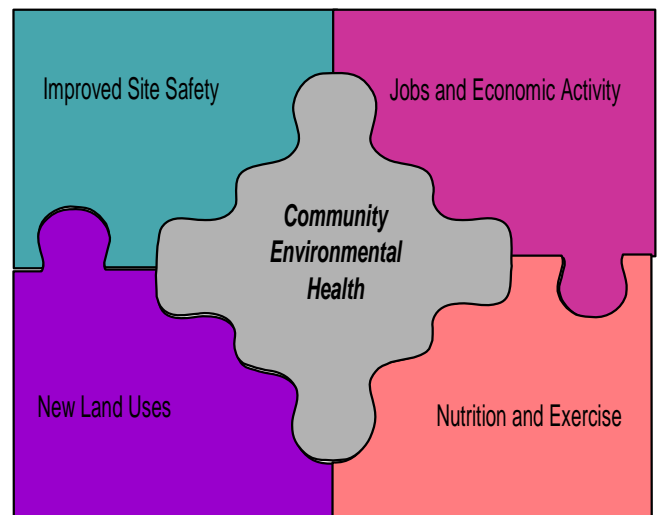 Improved Site Safety
Jobs and Economic Activity
Community
Environmental
Health
New Land Uses
Nutrition and Exercise